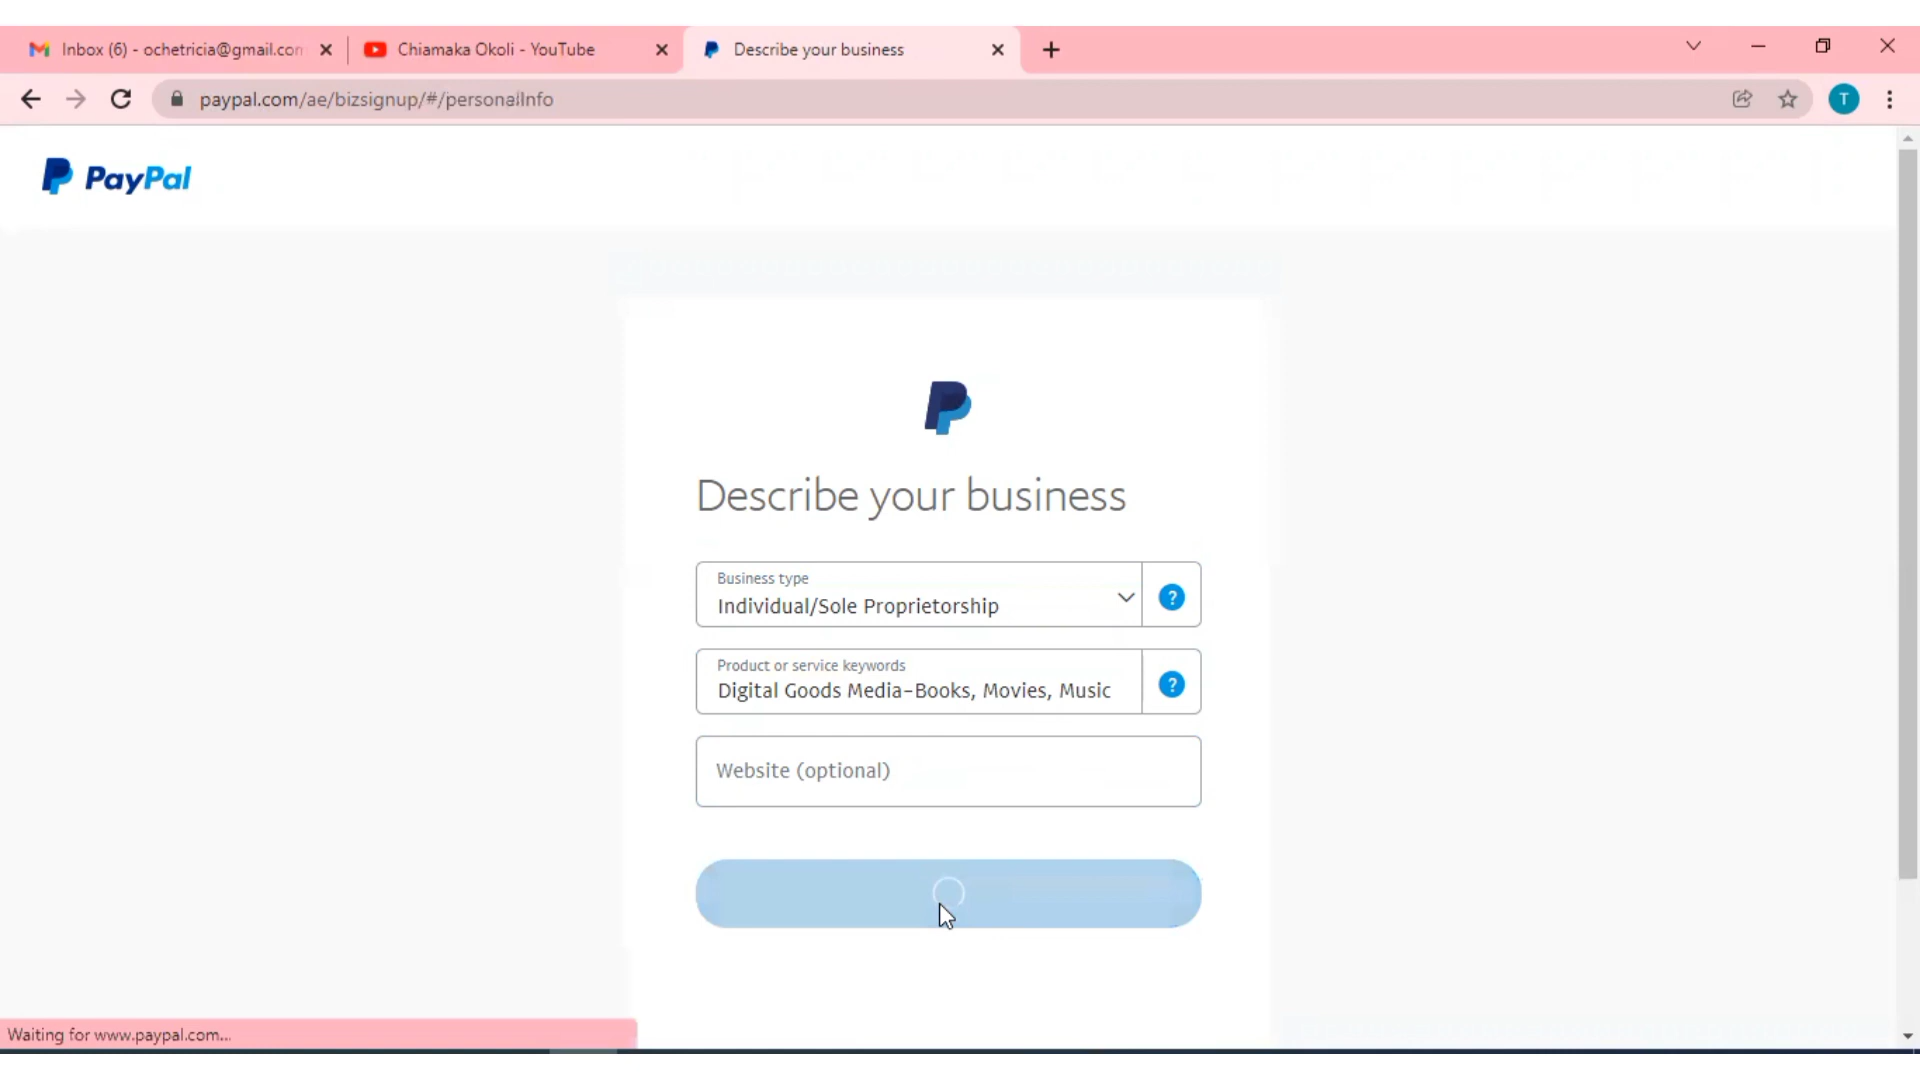 Inbox (6) - ochetricia@gmail.com
Chiamaka Okoli - YouTube
Describe your business
paypal.com/ae/bizsignup/#/personalInfo
T
PayPal
Describe your business
Business type
Individual/Sole Proprietorship
?
Product or service keywords
Digital Goods Media-Books, Movies, Music
?
Website (optional)
Waiting for www.paypal.com...